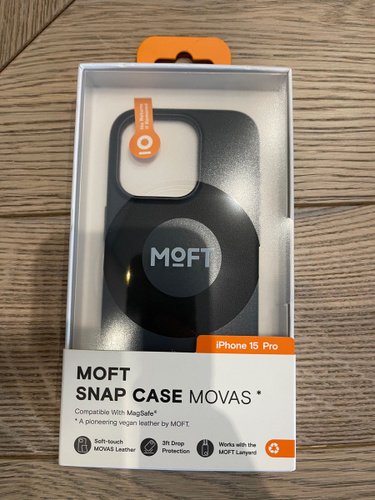 MOFT
iPhone 15 Pro
MOFT
SNAP CASE MOVAS *
Compatible With MagSafe®
* A pioneering vegan leather by MOFT.
Soft-touch
MOVAS Leather
3ft Drop
Protection
Works with the
MOFT Lanyard